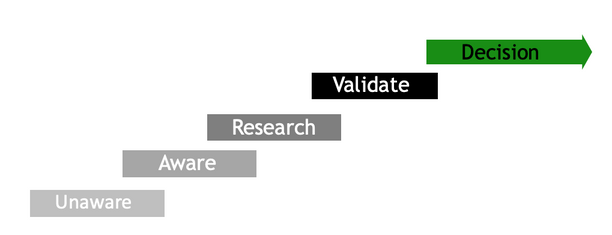 Decision
Validate
Research
Aware
Unaware